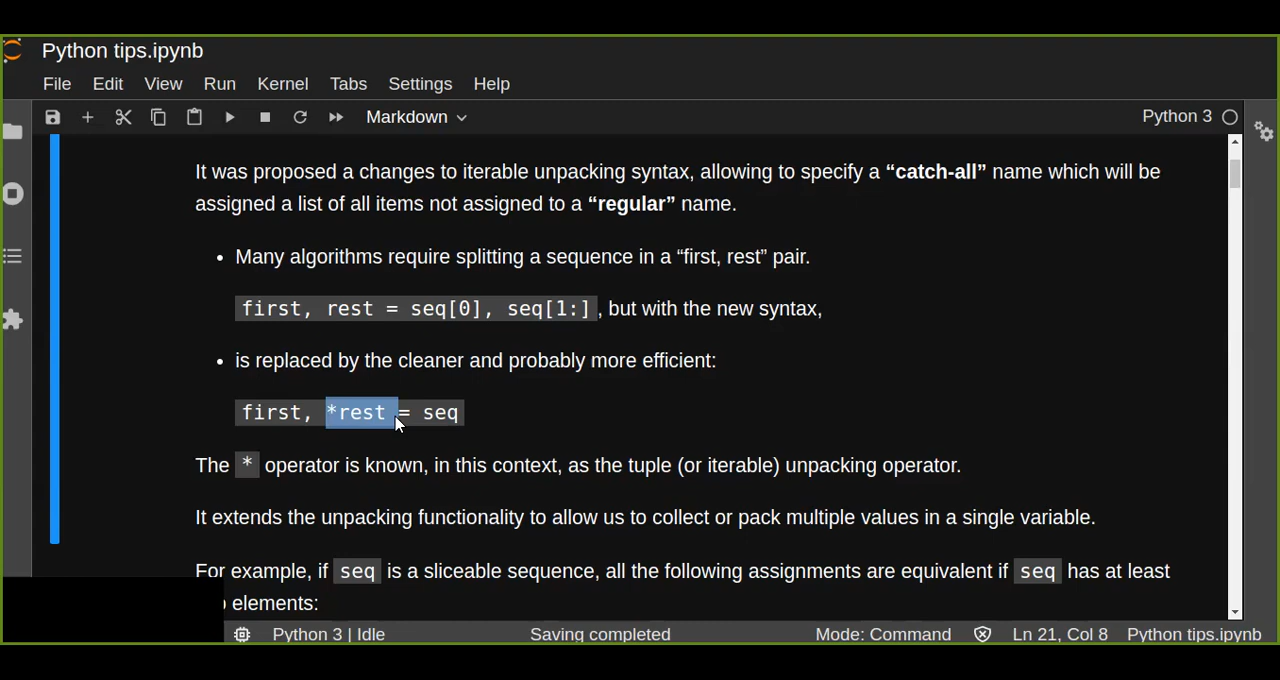 Python tips.ipynb
File Edit View Run Kernel Tabs Settings Help
Markdown Python 3
It was proposed a changes to iterable unpacking syntax, allowing to specify a “catch-all” name which will be
assigned a list of all items not assigned to a “regular” name.
• Many algorithms require splitting a sequence in a “first, rest” pair.
first, rest = seq[0], seq[1:], but with the new syntax,
• is replaced by the cleaner and probably more efficient:
first, *rest = seq
The * operator is known, in this context, as the tuple (or iterable) unpacking operator.
It extends the unpacking functionality to allow us to collect or pack multiple values in a single variable.
For example, if seq is a sliceable sequence, all the following assignments are equivalent if seq has at least
elements:
Python 3 | Idle Saving completed Mode: Command Ln 21, Col 8 Python tips.ipynb